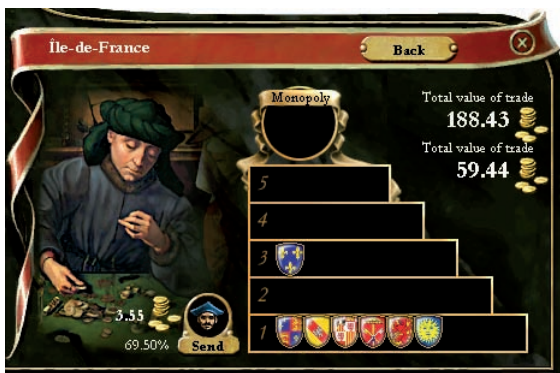 Île-de-France
Back
Monopoly
Total value of trade
188.43
Total value of trade
59.44
5
4
3
2
1
3.55
69.50%
Send